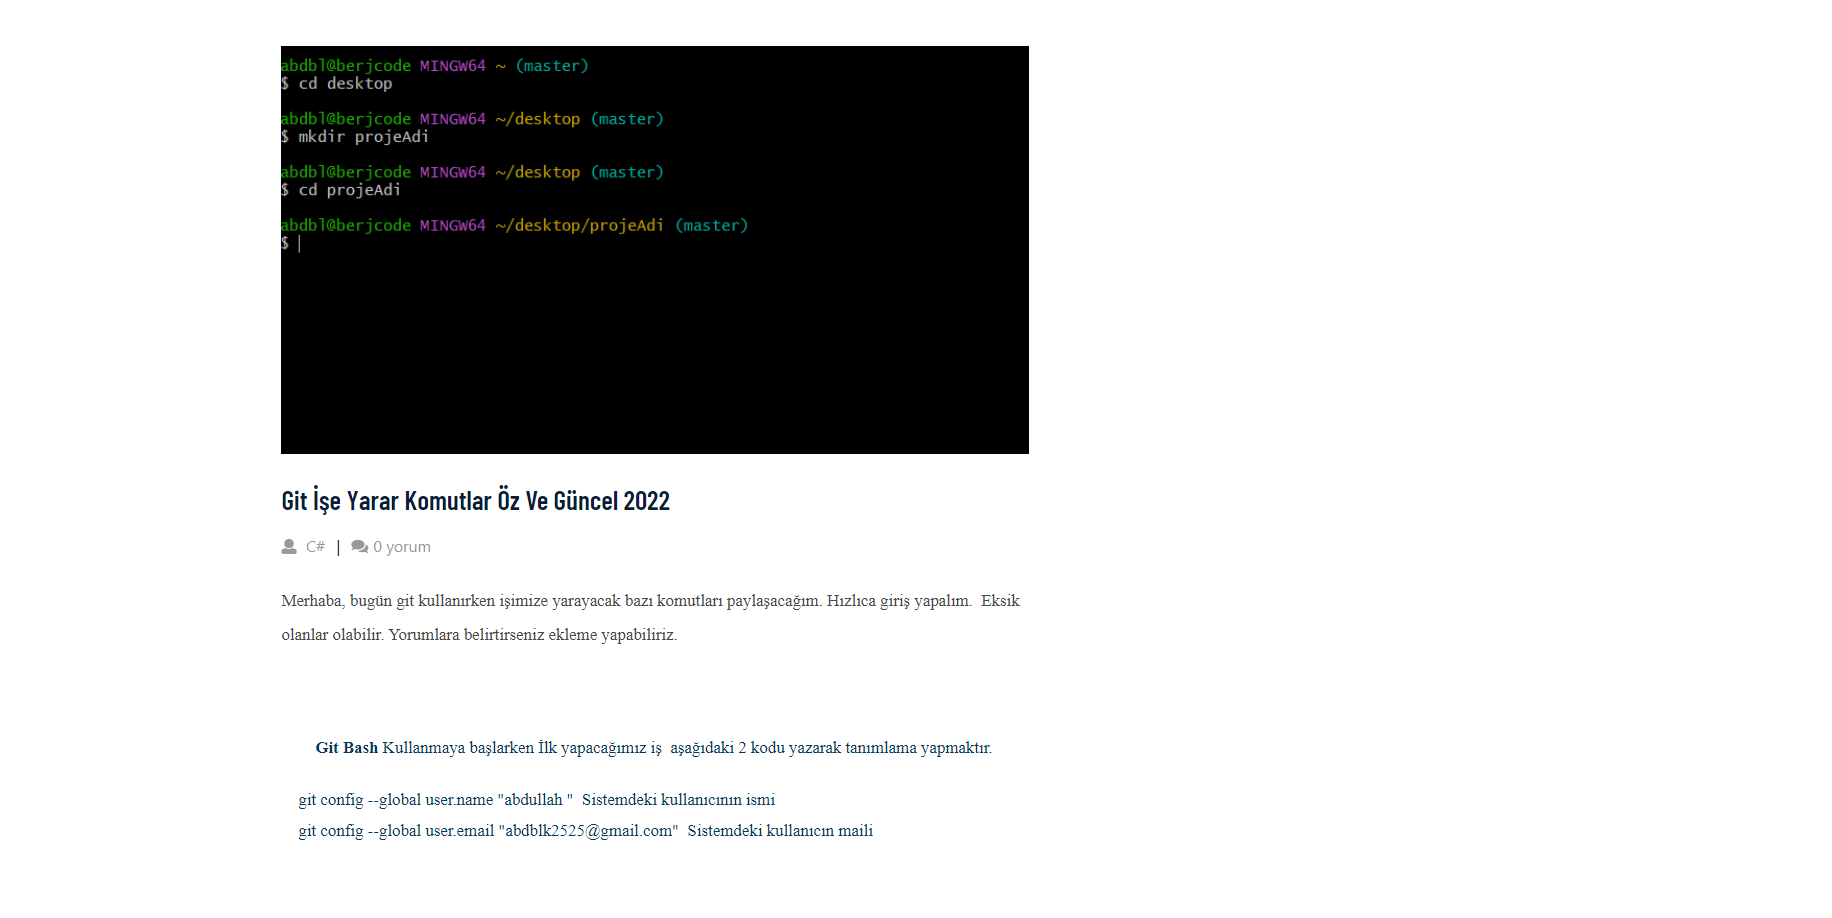 abdbl@berjcode MINGW64 ~ (master)
$ cd desktop
abdbl@berjcode MINGW64 ~/desktop (master)
$ mkdir projeAdi
abdbl@berjcode MINGW64 ~/desktop (master)
$ cd projeAdi
abdbl@berjcode MINGW64 ~/desktop/projeAdi (master)
$
Git İşe Yarar Komutlar Öz Ve Güncel 2022
C# | 0 yorum
Merhaba, bugün git kullanırken işimize yarayacak bazı komutları paylaşacağım. Hızlıca giriş yapalım.  Eksik
olanlar olabilir. Yorumlara belirtirseniz ekleme yapabiliriz.
Git Bash Kullanmaya başlarken İlk yapacağımız iş  aşağıdaki 2 kodu yazarak tanımlama yapmaktır.
git config --global user.name "abdullah "  Sistemdeki kullanıcının ismi
git config --global user.email "abdblk2525@gmail.com"  Sistemdeki kullanıcın maili